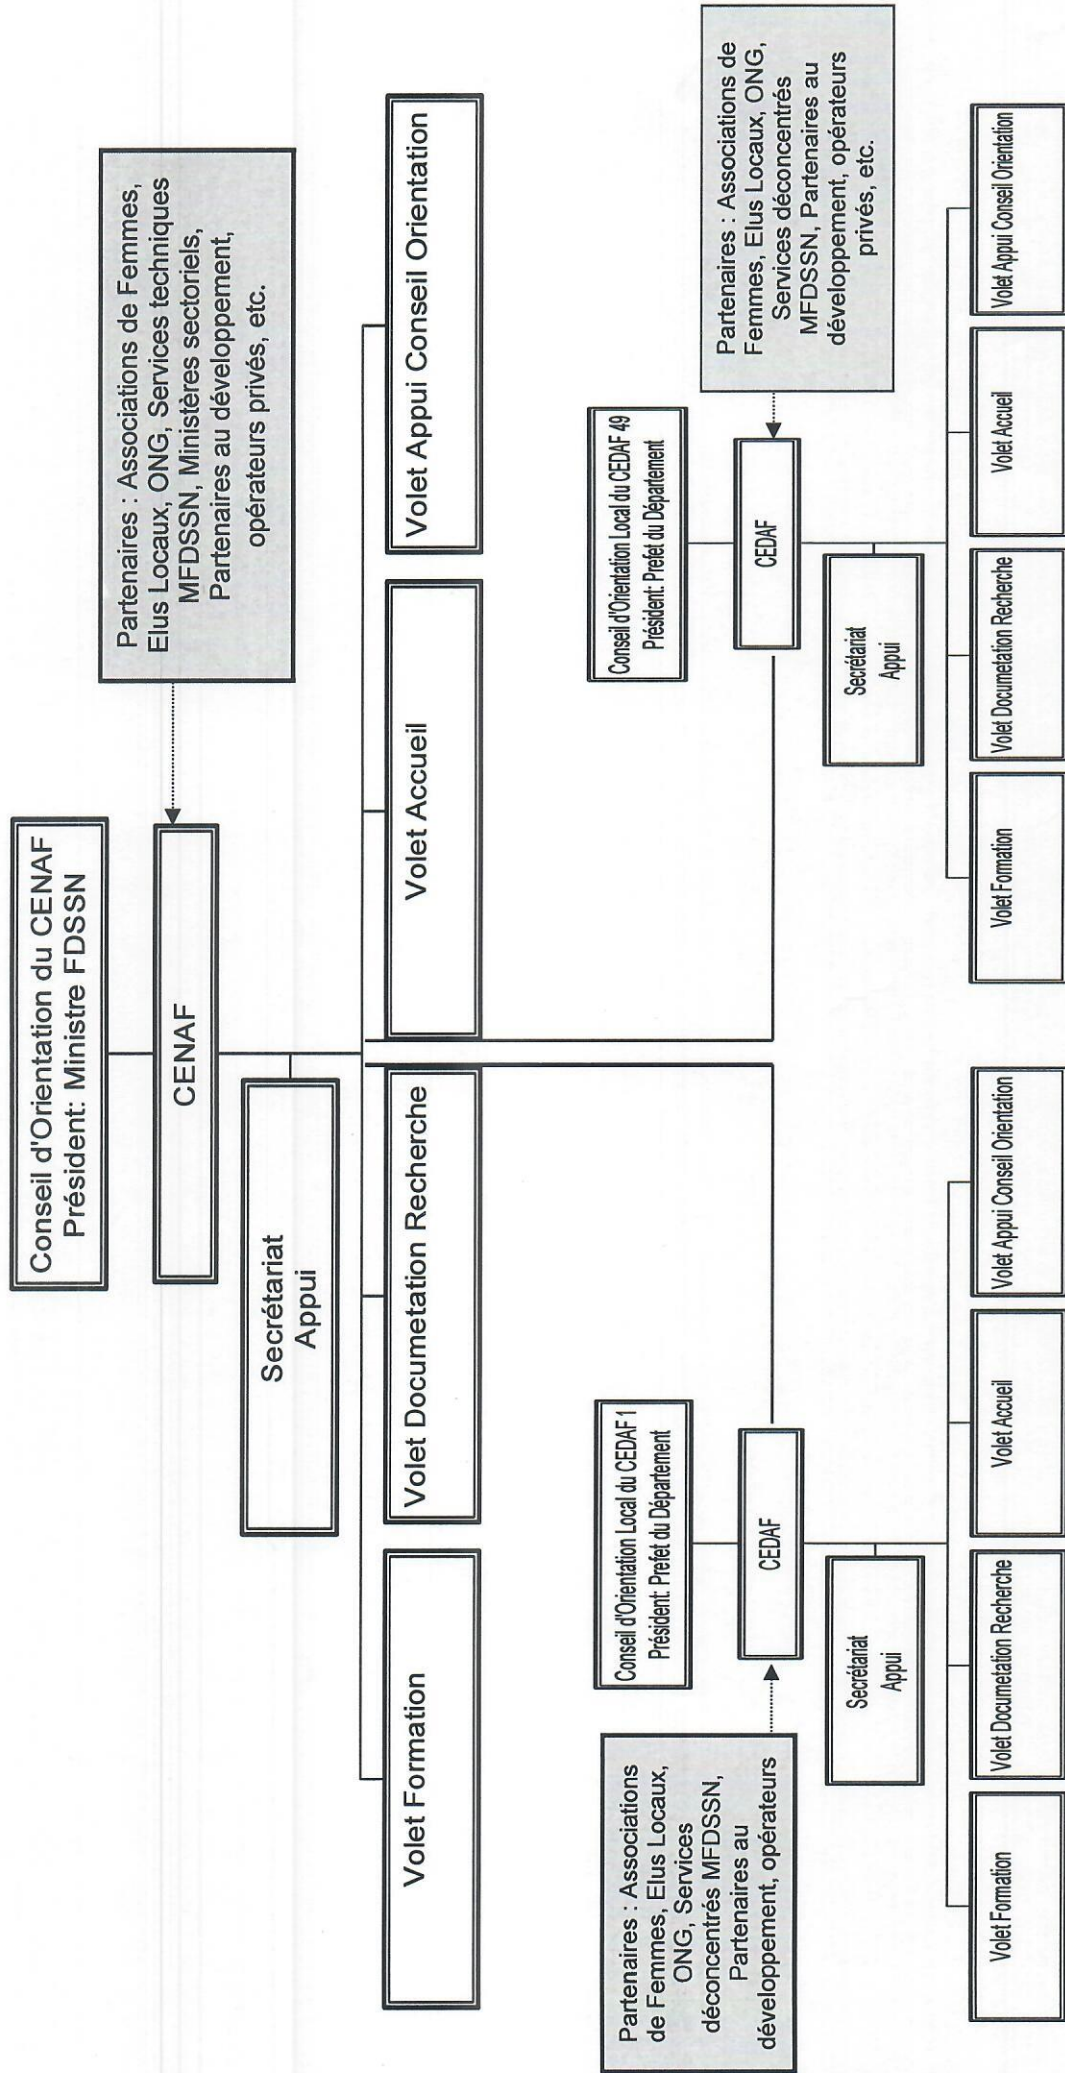 Conseil d'Orientation du CENAF
Président: Ministre FDSSN
CENAF
Partenaires : Associations de Femmes,
Elus Locaux, ONG, Services techniques
MFDSSN, Ministères sectoriels,
Partenaires au développement,
opérateurs privés, etc.
Secrétariat
Appui
Volet Formation
Volet Documetation Recherche
Volet Accueil
Volet Appui Conseil Orientation
Conseil d'Orientation Local du CEDAF 1
Président: Prefet du Département
Partenaires : Associations
de Femmes, Elus Locaux,
ONG, Services
déconcentrés MFDSSN,
Partenaires au
développement, opérateurs
CEDAF
Secrétariat
Appui
Volet Formation
Volet Documetation Recherche
Volet Accueil
Volet Appui Conseil Orientation
Conseil d'Orientation Local du CEDAF 49
Président: Prefet du Département
CEDAF
Partenaires : Associations de
Femmes, Elus Locaux, ONG,
Services déconcentrés
MFDSSN, Partenaires au
développement, opérateurs
privés, etc.
Secrétariat
Appui
Volet Formation
Volet Documetation Recherche
Volet Accueil
Volet Appui Conseil Orientation